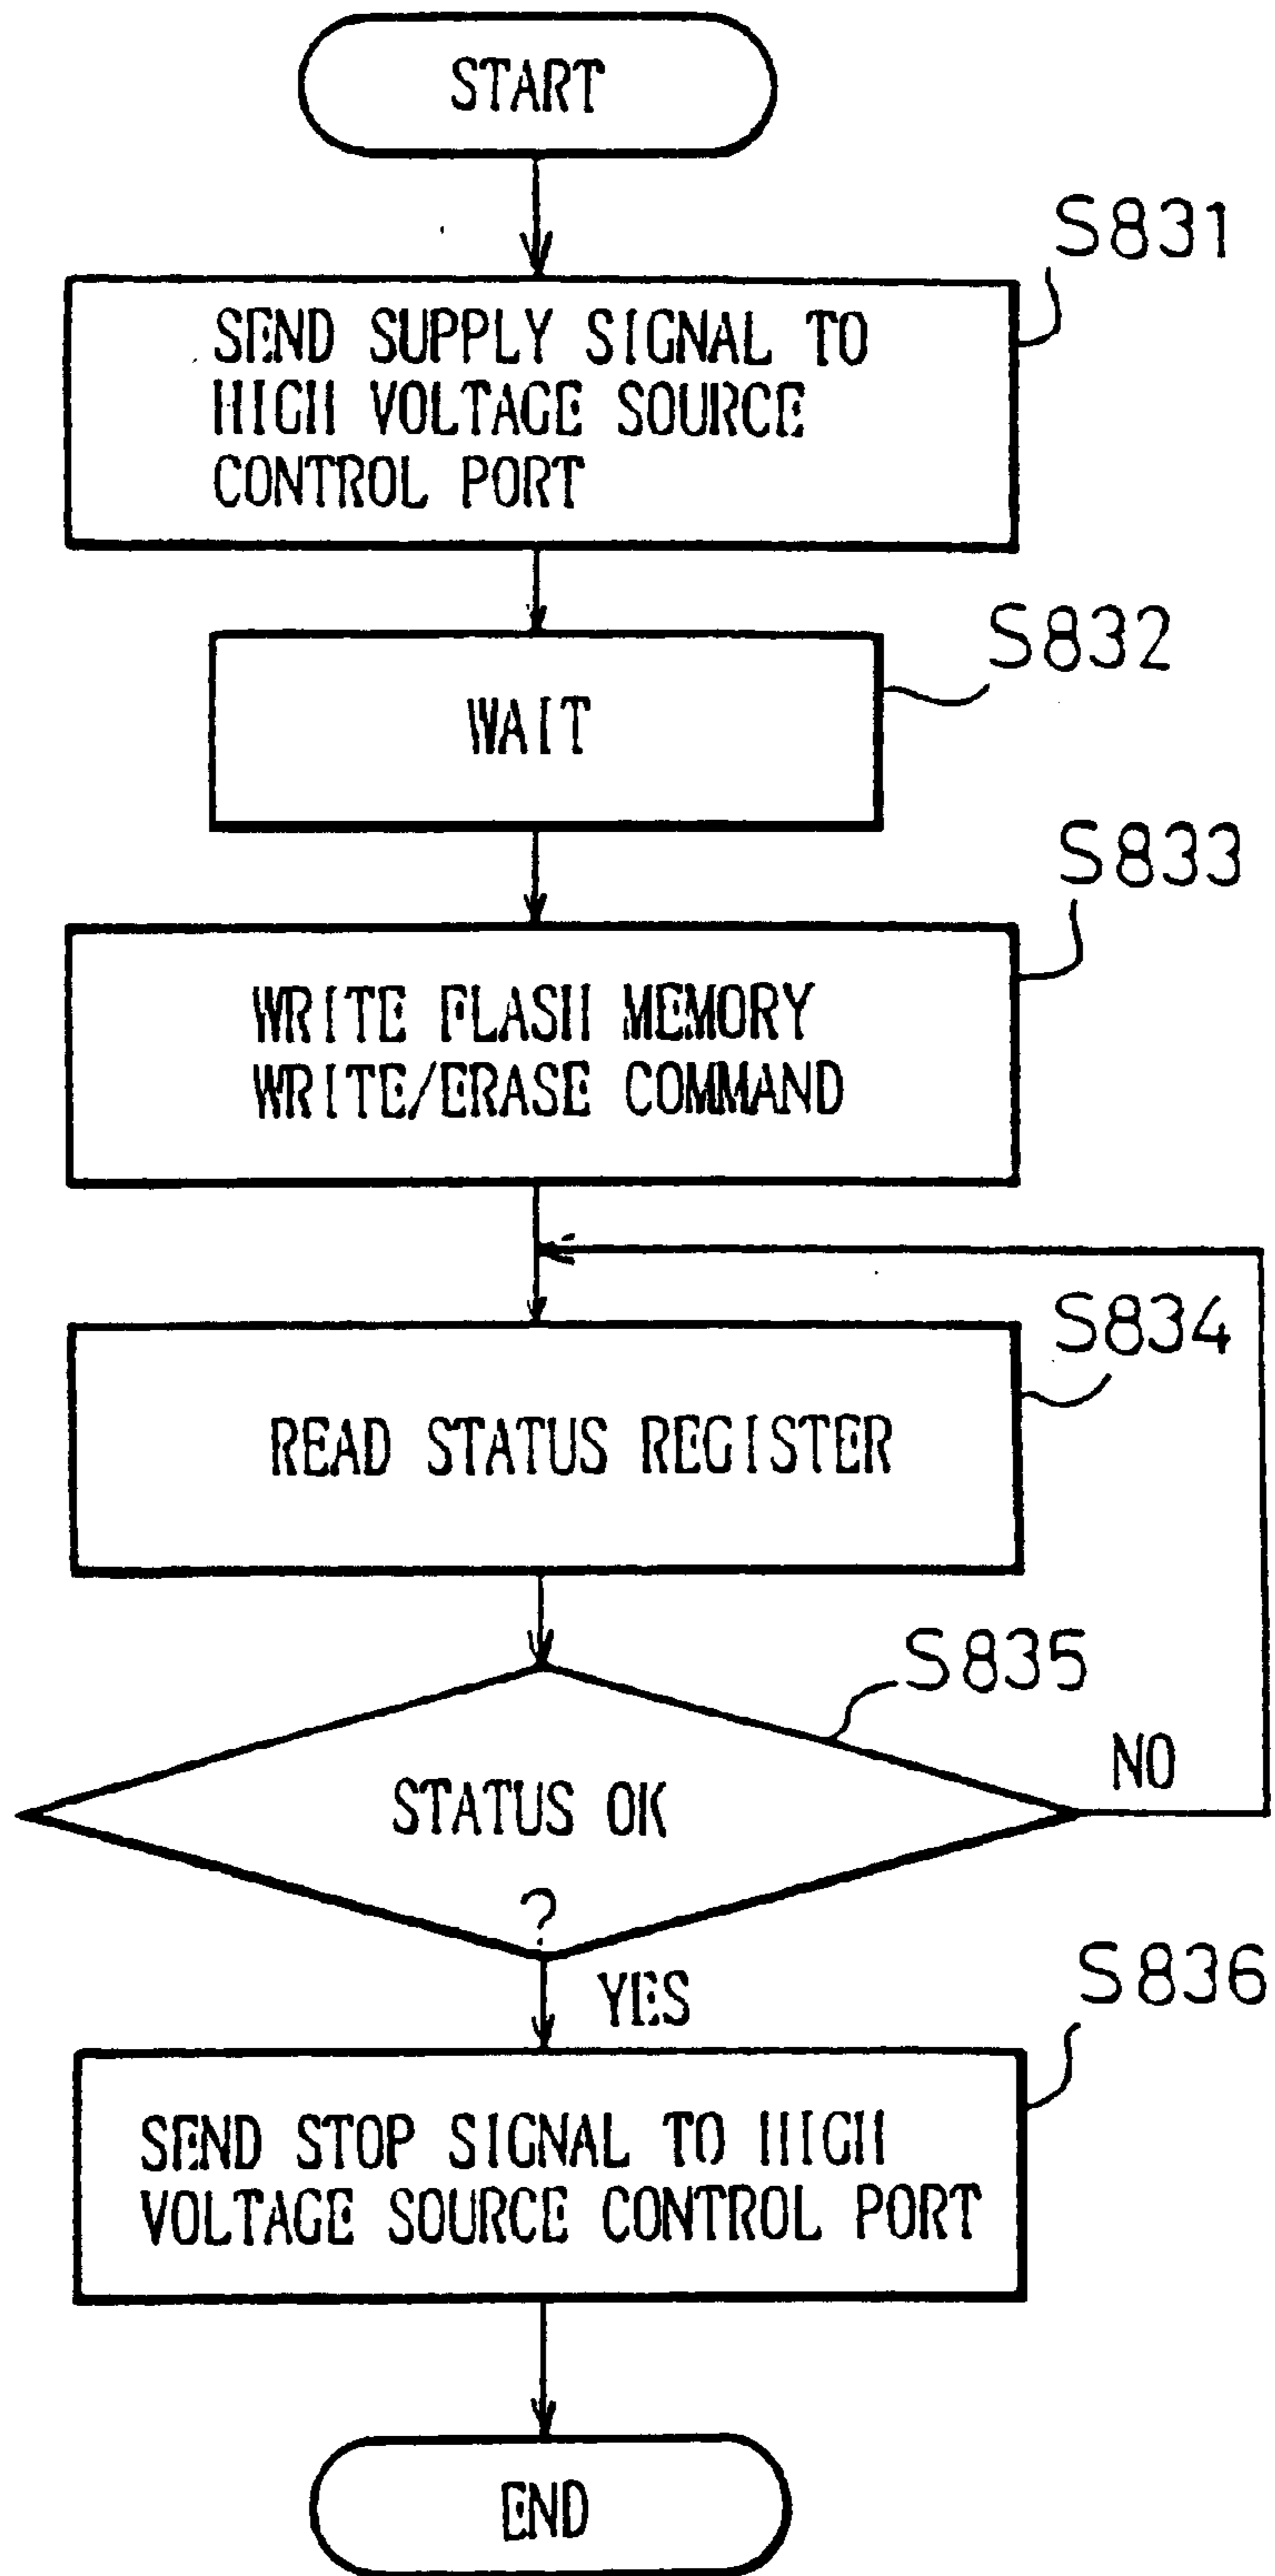 START
S831
SEND SUPPLY SIGNAL TO
HIGH VOLTAGE SOURCE
CONTROL PORT
S832
WAIT
S833
WRITE FLASH MEMORY
WRITE/ERASE COMMAND
S834
READ STATUS REGISTER
S835
STATUS OK
?
NO
YES
S836
SEND STOP SIGNAL TO HIGH
VOLTAGE SOURCE CONTROL PORT
END